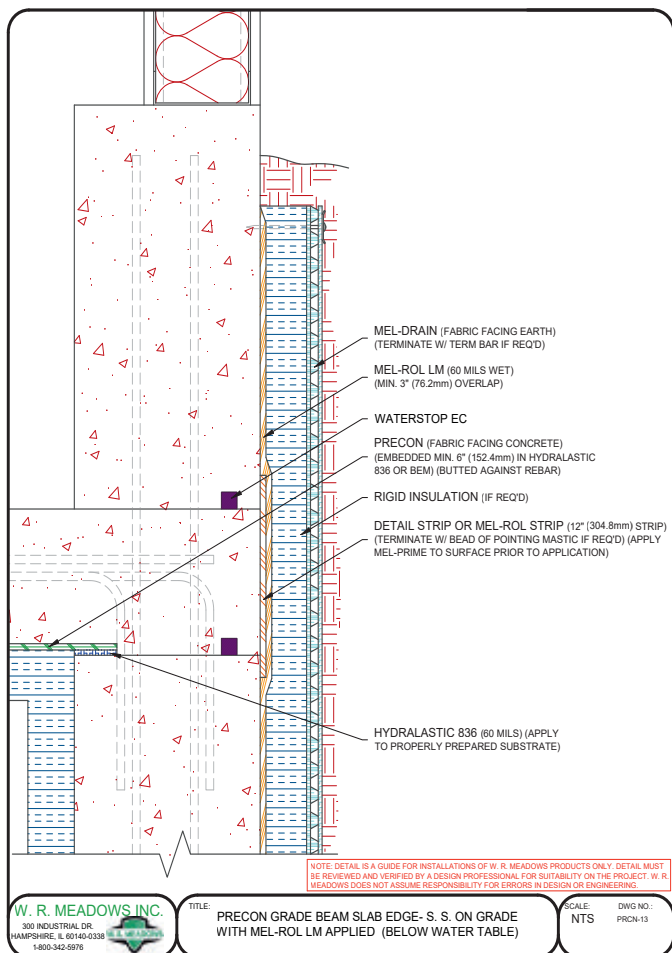 MEL-DRAIN (FABRIC FACING EARTH)
(TERMINATE W/ TERM BAR IF REQ'D)
MEL-ROL LM (60 MILS WET)
(MIN. 3" (76.2mm) OVERLAP)
WATERSTOP EC
PRECON (FABRIC FACING CONCRETE)
(EMBEDDED MIN. 6" (152.4mm) IN HYDRALASTIC
836 OR BEM) (BUTTED AGAINST REBAR)
RIGID INSULATION (IF REQ'D)
DETAIL STRIP OR MEL-ROL STRIP (12" (304.8mm) STRIP)
(TERMINATE W/ BEAD OF POINTING MASTIC IF REQ'D) (APPLY
MEL-PRIME TO SURFACE PRIOR TO APPLICATION)
HYDRALASTIC 836 (60 MILS) (APPLY
TO PROPERLY PREPARED SUBSTRATE)
NOTE: DETAIL IS A GUIDE FOR INSTALLATIONS OF W. R. MEADOWS PRODUCTS ONLY. DETAIL MUST
BE REVIEWED AND VERIFIED BY A DESIGN PROFESSIONAL FOR SUITABILITY ON THE PROJECT. W. R.
MEADOWS DOES NOT ASSUME RESPONSIBILITY FOR ERRORS IN DESIGN OR ENGINEERING.
W. R. MEADOWS INC.
300 INDUSTRIAL DR.
HAMPSHIRE, IL 60140-0338
1-800-342-5976
W. R. MEADOWS
TITLE:
PRECON GRADE BEAM SLAB EDGE- S. S. ON GRADE
WITH MEL-ROL LM APPLIED (BELOW WATER TABLE)
SCALE:
NTS
DWG NO.:
PRCN-13